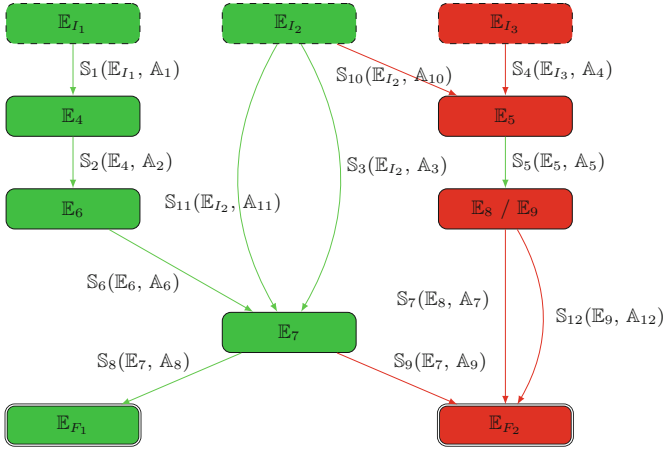 𝔼_{I_1} 𝔼_{I_2} 𝔼_{I_3}
𝕊_1(𝔼_{I_1}, 𝔸_1) 𝕊_{10}(𝔼_{I_2}, 𝔸_{10}) 𝕊_4(𝔼_{I_3}, 𝔸_4)
𝔼_4 𝔼_5
𝕊_2(𝔼_4, 𝔸_2) 𝕊_3(𝔼_{I_2}, 𝔸_3) 𝕊_5(𝔼_5, 𝔸_5)
𝔼_6 𝕊_{11}(𝔼_{I_2}, 𝔸_{11}) 𝔼_8 / 𝔼_9
𝕊_6(𝔼_6, 𝔸_6) 𝕊_7(𝔼_8, 𝔸_7) 𝕊_{12}(𝔼_9, 𝔸_{12})
𝔼_7
𝕊_8(𝔼_7, 𝔸_8) 𝕊_9(𝔼_7, 𝔸_9)
𝔼_{F_1} 𝔼_{F_2}